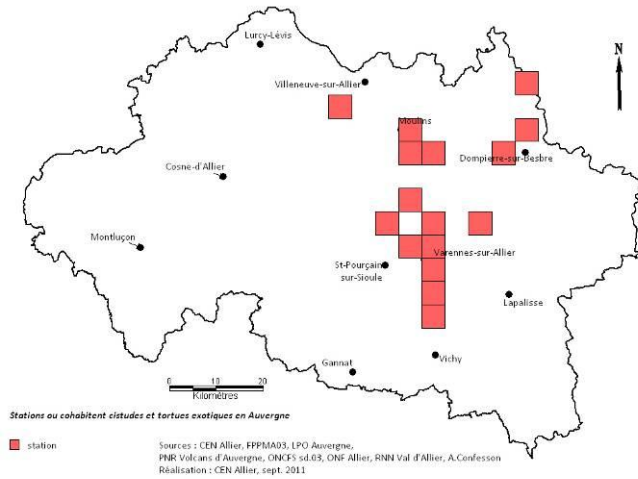 Lurcy-Lévis
N
Villeneuve-sur-Allier
Moulins
Dompierre-sur-Besbre
Cosne-d'Allier
Montluçon
Varennes-sur-Allier
St-Pourçain
sur-Sioule
Lapalisse
Vichy
Gannat
0 10 20
Kilomètres
Stations ou cohabitent cistudes et tortues exotiques en Auvergne
station
Sources : CEN Allier, FPPMA03, LPO Auvergne,
PNR Volcans d'Auvergne, ONCFS sd.03, ONF Allier, RNN Val d'Allier, A.Confesson
Réalisation : CEN Allier, sept. 2011